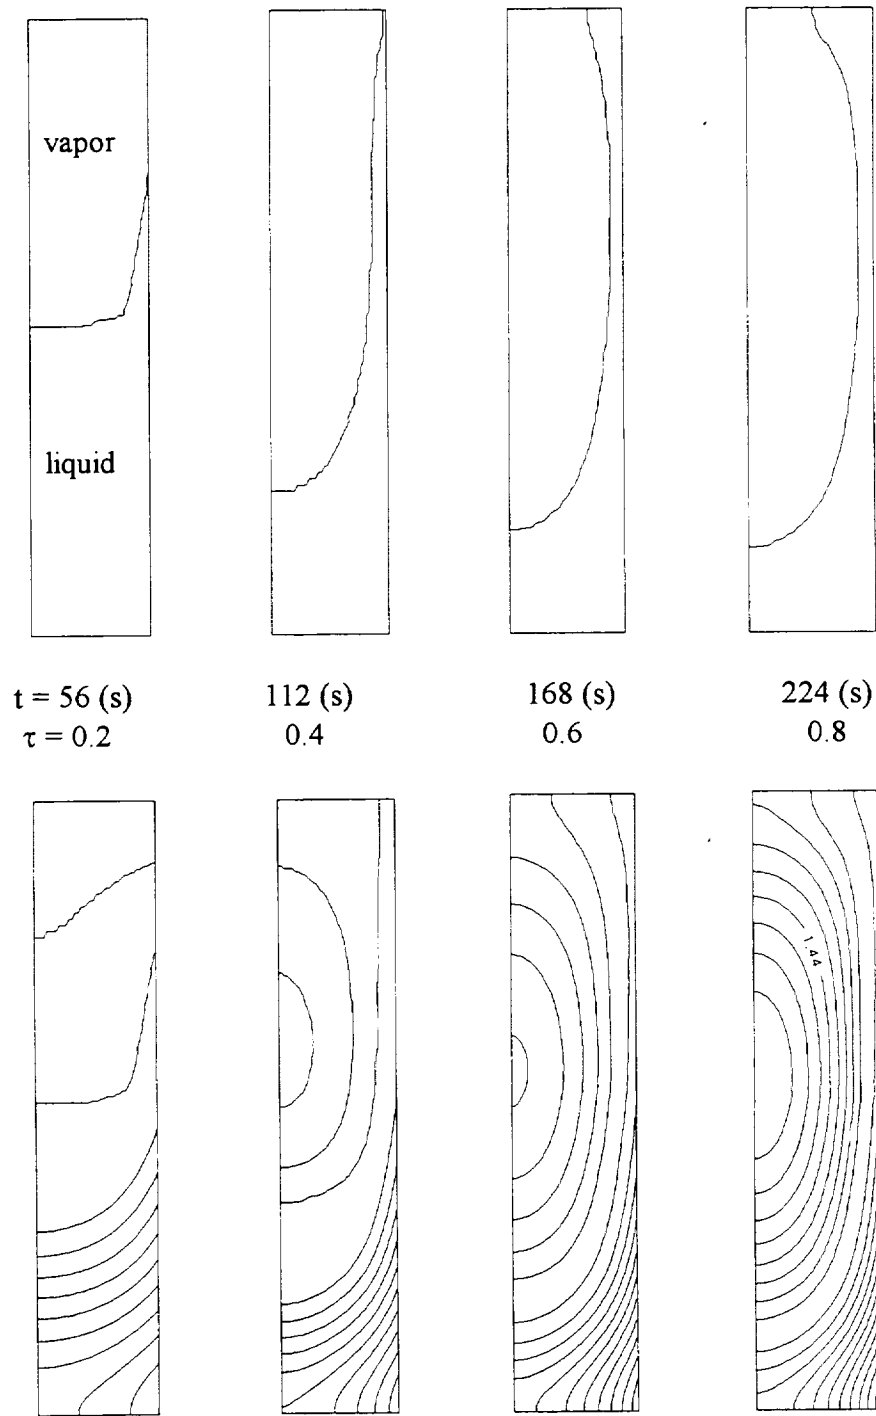 vapor
liquid
t = 56 (s) 112 (s) 168 (s) 224 (s)
τ = 0.2 0.4 0.6 0.8
1.44